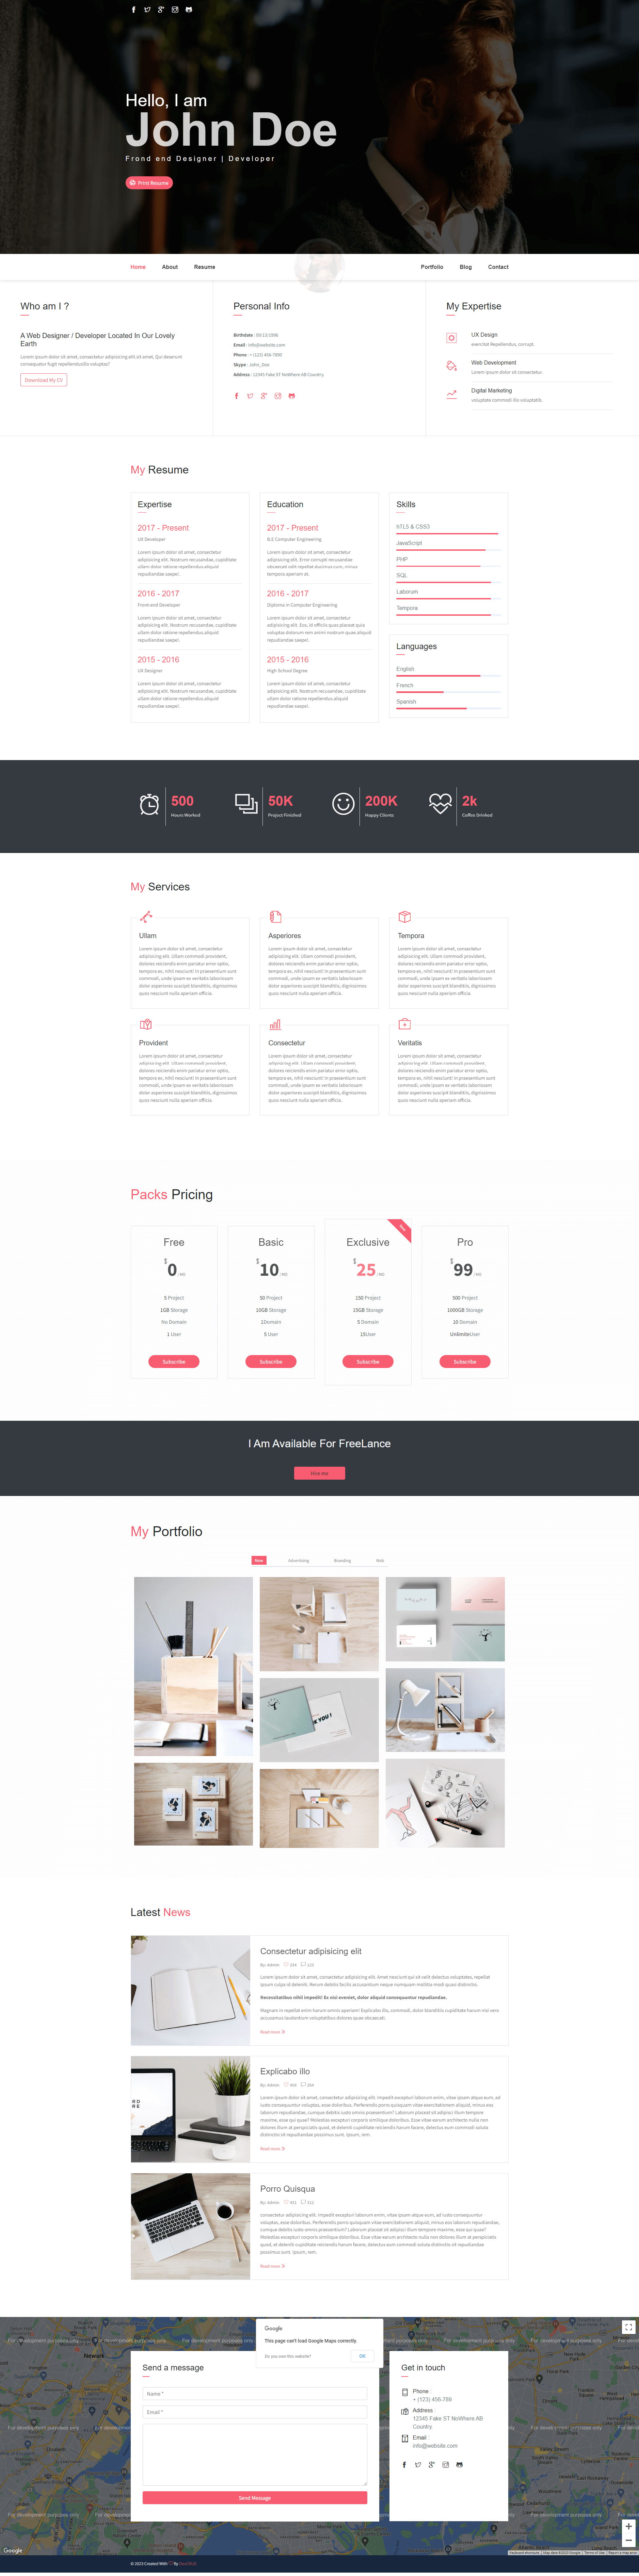 Hello, I am
John Doe
Frond end Designer | Developer
Print Resume
Home
About
Resume
Portfolio
Blog
Contact
Who am I ?
A Web Designer / Developer Located In Our Lovely
Earth
Lorem ipsum dolor sit amet, consectetur adipisicing elit sit amet, Qui deserunt
consequetur fugit repellendusillis voluptas?
Download My CV
Personal Info
Birthdate : 09/13/1996
Email : info@website.com
Phone : + (123) 456-7890
Skype : John_Doe
Address : 12345 Fake ST NoWhere AB Country
My Expertise
UX Design
exercitat Repellendus, corrupt.
Web Development
Lorem ipsum dolor sit consectetur.
Digital Marketing
voluptate commodi illo voluptatib.
My Resume
Expertise
2017 - Present
UX Developer
Lorem ipsum dolor sit amet, consectetur
adipisicing elit. Nostrum recusandae, cupiditate
ullam dolor ratione repellendus.aliquid
repudiandae saepe!.
2016 - 2017
Front-end Developer
Lorem ipsum dolor sit amet, consectetur
adipisicing elit. Nostrum recusandae, cupiditate
ullam dolor ratione repellendus.aliquid
repudiandae saepe!.
2015 - 2016
UX Designer
Lorem ipsum dolor sit amet, consectetur
adipisicing elit. Nostrum recusandae, cupiditate
ullam dolor ratione repellendus.aliquid
repudiandae saepe!.
Education
2017 - Present
B.E Computer Engineering
Lorem ipsum dolor sit amet, consectetur
adipisicing elit. Error corrupti recusandae
obcaecati odit repellat ducimus cum, minus
tempora aperiam at.
2016 - 2017
Diploma in Computer Engineering
Lorem ipsum dolor sit amet, consectetur
adipisicing elit. Eos, id officiis quas placeat quia
voluptas dolorum rem animi nostrum quae.aliquid
repudiandae saepe!.
2015 - 2016
High School Degree
Lorem ipsum dolor sit amet, consectetur
adipisicing elit. Nostrum recusandae, cupiditate
ullam dolor ratione repellendus.aliquid
repudiandae saepe!.
Skills
hTL5 & CSS3
JavaScript
PHP
SQL
Laborum
Tempora
Languages
English
French
Spanish
500
Hours Worked
50K
Project Finished
200K
Happy Clients
2k
Coffee Drinked
My Services
Ullam
Lorem ipsum dolor sit amet, consectetur
adipisicing elit. Ullam commodi provident,
dolores reiciendis enim pariatur error optio,
tempora ex, nihil nesciunt! In praesentium sunt
commodi, unde ipsam ex veritatis laboriosam
dolor asperiores suscipit blanditiis, dignissimos
quos nesciunt nulla aperiam officia.
Asperiores
Lorem ipsum dolor sit amet, consectetur
adipisicing elit. Ullam commodi provident,
dolores reiciendis enim pariatur error optio,
tempora ex, nihil nesciunt! In praesentium sunt
commodi, unde ipsam ex veritatis laboriosam
dolor asperiores suscipit blanditiis, dignissimos
quos nesciunt nulla aperiam officia.
Tempora
Lorem ipsum dolor sit amet, consectetur
adipisicing elit. Ullam commodi provident,
dolores reiciendis enim pariatur error optio,
tempora ex, nihil nesciunt! In praesentium sunt
commodi, unde ipsam ex veritatis laboriosam
dolor asperiores suscipit blanditiis, dignissimos
quos nesciunt nulla aperiam officia.
Provident
Lorem ipsum dolor sit amet, consectetur
adipisicing elit. Ullam commodi provident,
dolores reiciendis enim pariatur error optio,
tempora ex, nihil nesciunt! In praesentium sunt
commodi, unde ipsam ex veritatis laboriosam
dolor asperiores suscipit blanditiis, dignissimos
quos nesciunt nulla aperiam officia.
Consectetur
Lorem ipsum dolor sit amet, consectetur
adipisicing elit. Ullam commodi provident,
dolores reiciendis enim pariatur error optio,
tempora ex, nihil nesciunt! In praesentium sunt
commodi, unde ipsam ex veritatis laboriosam
dolor asperiores suscipit blanditiis, dignissimos
quos nesciunt nulla aperiam officia.
Veritatis
Lorem ipsum dolor sit amet, consectetur
adipisicing elit. Ullam commodi provident,
dolores reiciendis enim pariatur error optio,
tempora ex, nihil nesciunt! In praesentium sunt
commodi, unde ipsam ex veritatis laboriosam
dolor asperiores suscipit blanditiis, dignissimos
quos nesciunt nulla aperiam officia.
Packs Pricing
Free
$0 / MO
5 Project
1GB Storage
No Domain
1 User
Subscribe
Basic
$10 / MO
50 Project
10GB Storage
1Domain
5 User
Subscribe
New
Exclusive
$25 / MO
150 Project
15GB Storage
5 Domain
15User
Subscribe
Pro
$99 / MO
500 Project
1000GB Storage
10 Domain
UnlimiteUser
Subscribe
I Am Available For FreeLance
Hire me
My Portfolio
New
Advertising
Branding
Web
Latest News
Consectetur adipisicing elit
By: Admin 234 123
Lorem ipsum dolor sit amet, consectetur adipisicing elit. Amet nesciunt qui sit velit delectus voluptates, repellat
ipsum culpa id deleniti. Rerum debitis facilis accusantium neque numquam mollitia modi quasi distinctio.
Necessitatibus nihil impedit! Ex nisi eveniet, dolor aliquid consequuntur repudiandae.
Magnam in repellat enim harum omnis aperiam! Explicabo illo, commodi, dolor blanditiis cupiditate harum nisi vero
accusamus laudantium voluptatibus dolores quae obcaecati.
Read more
Explicabo illo
By: Admin 456 264
Lorem ipsum dolor sit amet, consectetur adipisicing elit. Impedit excepturi laborum enim, vitae ipsam atque eum, ad
iusto consequuntur voluptas, esse doloribus. Perferendis porro quisquam vitae exercitationem aliquid, minus eos
laborum repudiandae, cumque debitis iusto omnis praesentium? Laborum placeat sit adipisci illum tempore
maxime, esse qui quae? Molestias excepturi corporis similique doloribus. Esse vitae earum architecto nulla non
dolores illum at perspiciatis quod, et deleniti cupiditate reiciendis harum facere, delectus eum commodi soluta
distinctio sit repudiandae possimus sunt. Ipsum, rem.
Read more
Porro Quisqua
By: Admin 431 312
consectetur adipisicing elit. Impedit excepturi laborum enim, vitae ipsam atque eum, ad iusto consequuntur
voluptas, esse doloribus. Perferendis porro quisquam vitae exercitationem aliquid, minus eos laborum repudiandae,
cumque debitis iusto omnis praesentium? Laborum placeat sit adipisci illum tempore maxime, esse qui quae?
Molestias excepturi corporis similique doloribus. Esse vitae earum architecto nulla non dolores illum at perspiciatis
quod, et deleniti cupiditate reiciendis harum facere, delectus eum commodi soluta distinctio sit repudiandae
possimus sunt. Ipsum, rem.
Read more
Google
This page can't load Google Maps correctly.
Do you own this website?
OK
For development purposes only
Newark
Send a message
Name *
Email *
Send Message
Get in touch
Phone :
+ (123) 456-789
Address :
12345 Fake ST NoWhere AB
Country
Email :
info@website.com
Google
Keyboard shortcuts
Map data ©2023 Google
Terms of Use
Report a map error
© 2023 Created With By